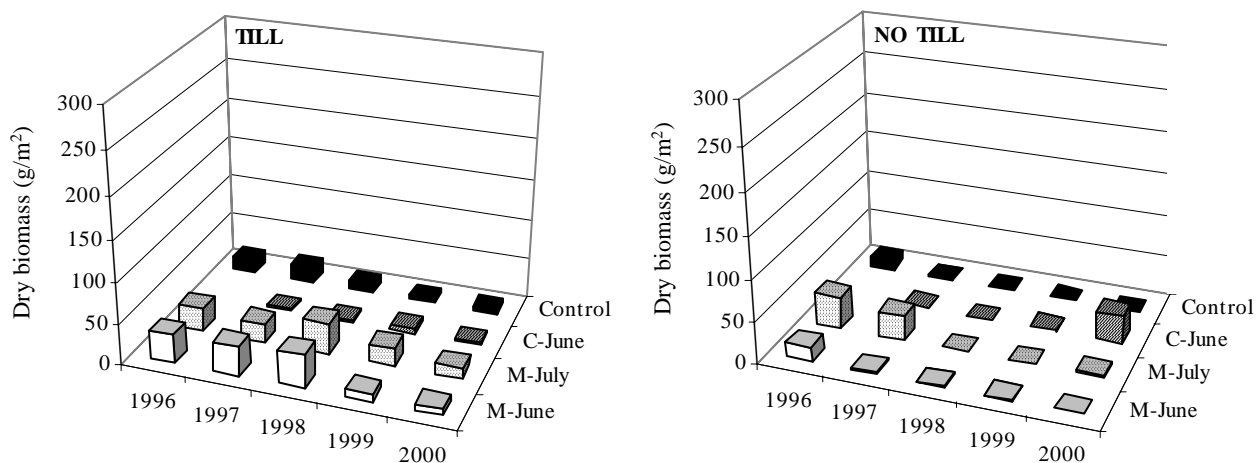 TILL
300
250
200
150
100
50
0
Dry biomass (g/m²)
1996
1997
1998
1999
2000
Control
C-June
M-July
M-June
NO TILL
300
250
200
150
100
50
0
Dry biomass (g/m²)
1996
1997
1998
1999
2000
Control
C-June
M-July
M-June